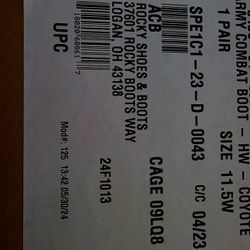 COMBAT BOOT HW - COYOTE
1 PAIR SIZE 11.5W
SPE1C1-23-D-0043 C/C 04/23
ACB CAGE 09LQ8
ROCKY SHOES & BOOTS
37601 ROCKY BOOTS WAY
LOGAN, OH 43138
24F1013
UPC
Mod#: 125 13:42 05/30/24